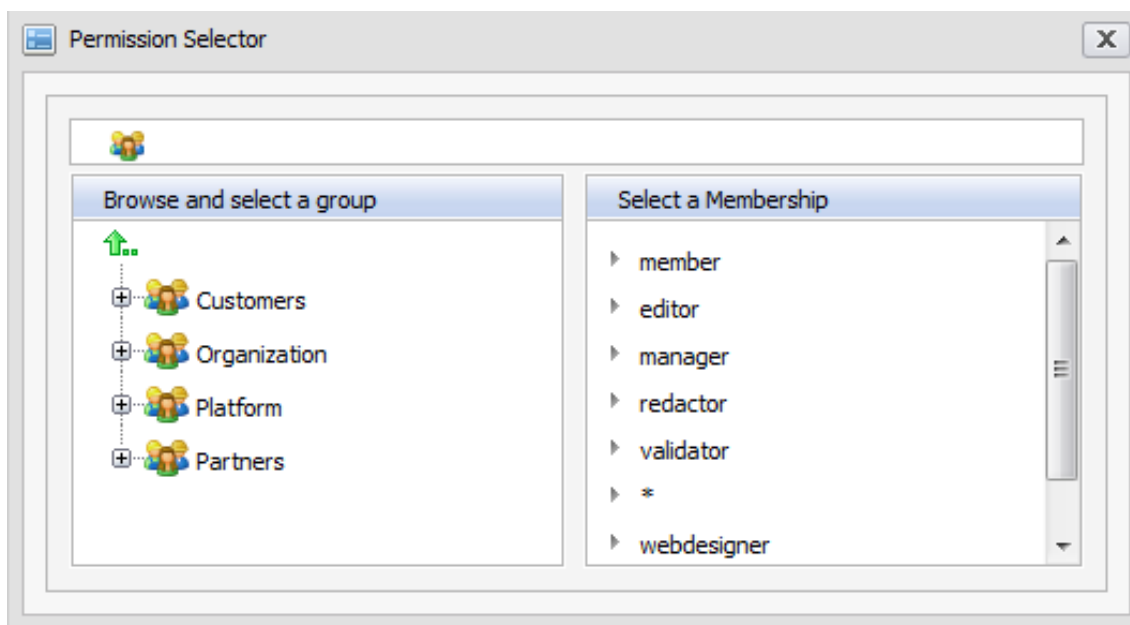 Permission Selector
Browse and select a group
Customers
Organization
Platform
Partners
Select a Membership
member
editor
manager
redactor
validator
*
webdesigner